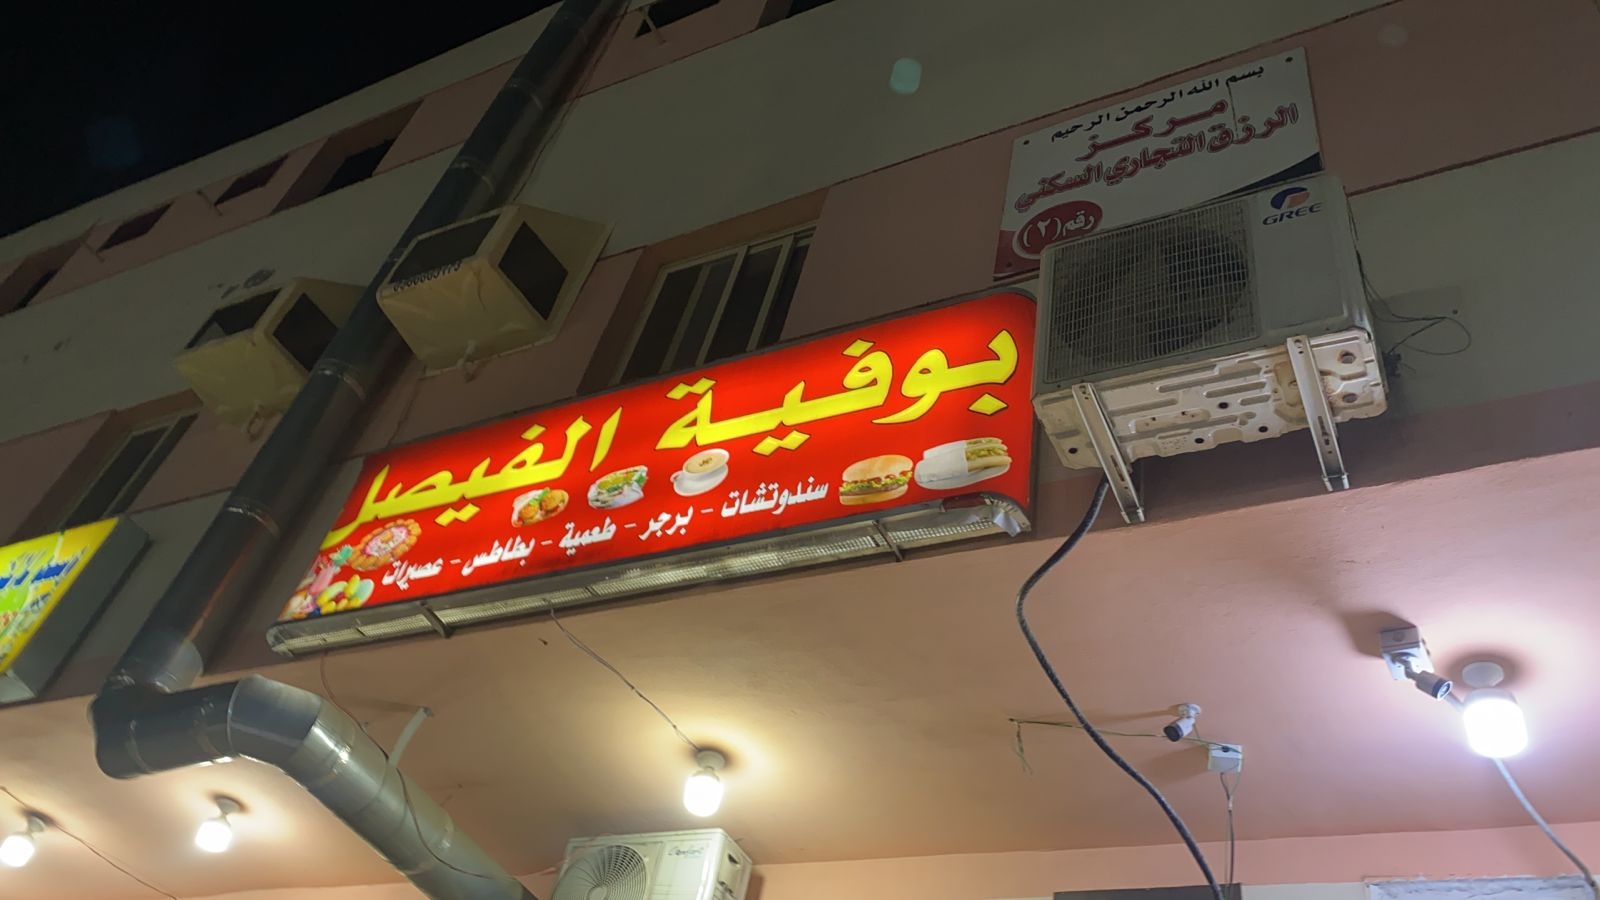 بسم الله الرحمن الرحيم
مركز
الرزق التجاري السكني
رقم (٢)
GREE
بوفية الفيصل
سندوتشات - برجر - طعمية - بطاطس - عصيرات